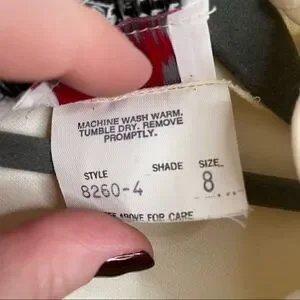 MACHINE WASH WARM.
TUMBLE DRY. REMOVE
PROMPTLY.
STYLE SHADE SIZE
8260-4 8
ABOVE FOR CARE